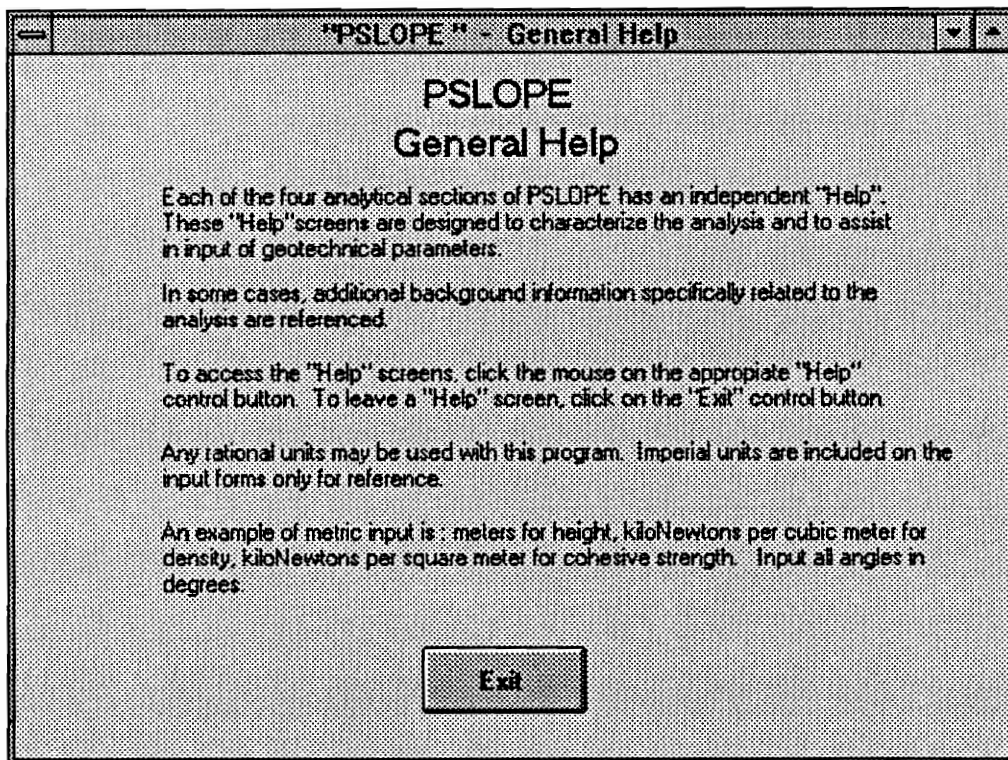 "PSLOPE" - General Help
PSLOPE
General Help
Each of the four analytical sections of PSLOPE has an independent "Help".
These "Help" screens are designed to characterize the analysis and to assist
in input of geotechnical parameters.
In some cases, additional background information specifically related to the
analysis are referenced.
To access the "Help" screens, click the mouse on the appropiate "Help"
control button. To leave a "Help" screen, click on the "Exit" control button.
Any rational units may be used with this program. Imperial units are included on the
input forms only for reference.
An example of metric input is : meters for height, kiloNewtons per cubic meter for
density, kiloNewtons per square meter for cohesive strength. Input all angles in
degrees.
Exit